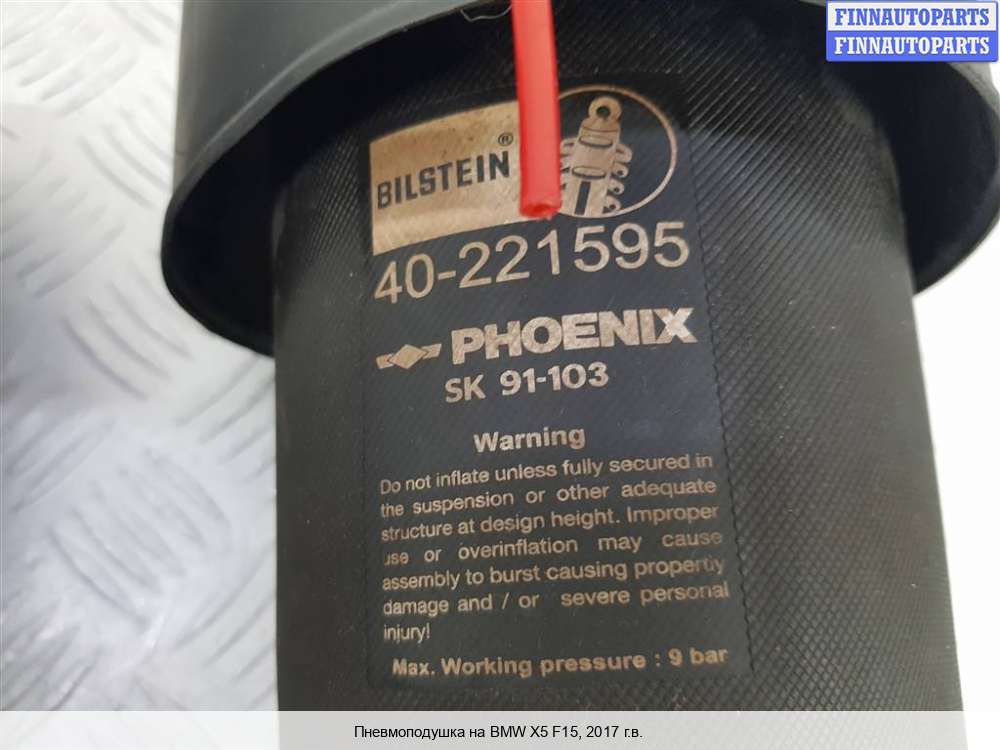 FINNAUTOPARTS
FINNAUTOPARTS
BILSTEIN®
40-221595
PHOENIX
SK 91-103
Warning
Do not inflate unless fully secured in
the suspension or other adequate
structure at design height. Improper
use or overinflation may cause
assembly to burst causing property
damage and / or severe personal
injury!
Max. Working pressure : 9 bar
Пневмоподушка на BMW X5 F15, 2017 г.в.